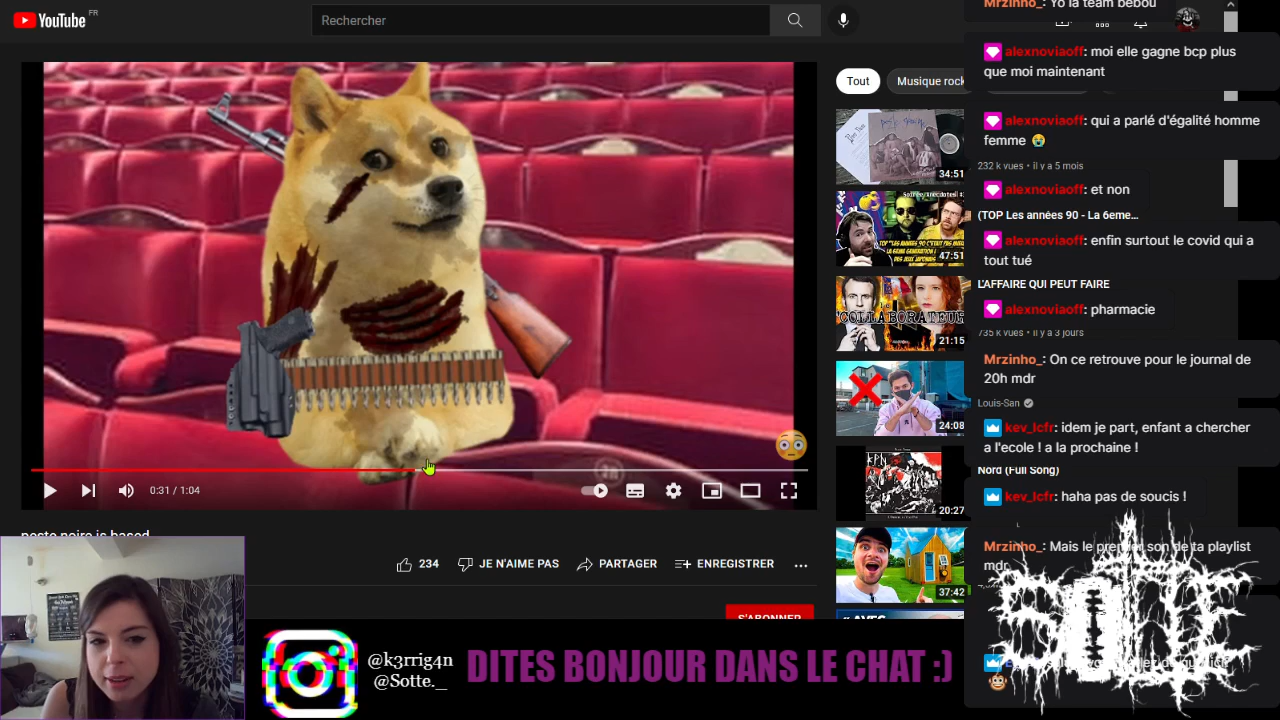 YouTube FR
Rechercher
Mrzinho_: Yo la team bebou
alexnoviaoff: moi elle gagne bcp plus
que moi maintenant
Tout
Musique rock
alexnoviaoff: qui a parlé d'égalité homme
femme 😭
232 k vues • il y a 5 mois
34:51
alexnoviaoff: et non
(TOP Les années 90 - La 6eme...
alexnoviaoff: enfin surtout le covid qui a
tout tué
47:51
L'AFFAIRE QUI PEUT FAIRE
alexnoviaoff: pharmacie
COLLABORATEUR
735 k vues • il y a 3 jours
21:15
Mrzinho_: On ce retrouve pour le journal de
20h mdr
Louis-San
24:08
kev_lcfr: idem je part, enfant a chercher
a l'ecole ! a la prochaine !
Nord (Full Song)
kev_lcfr: haha pas de soucis !
20:27
0:31 / 1:04
Mrzinho_: Mais le premier son de ta playlist
mdr
peste noire is based
234
JE N'AIME PAS
PARTAGER
ENREGISTRER
37:42
S'ABONNER
@k3rrig4n
@Sotte._
DITES BONJOUR DANS LE CHAT :)